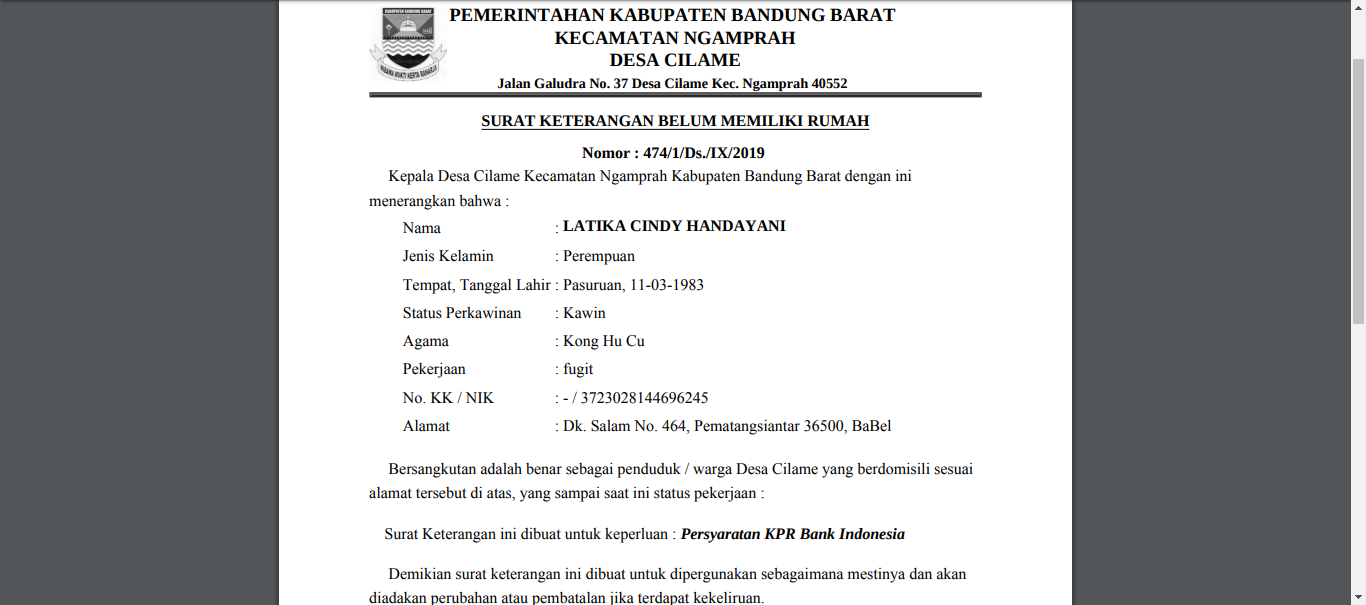 KABUPATEN BANDUNG BARAT
WIBAWA MUKTI KERTA RAHARJA
PEMERINTAHAN KABUPATEN BANDUNG BARAT
KECAMATAN NGAMPRAH
DESA CILAME
Jalan Galudra No. 37 Desa Cilame Kec. Ngamprah 40552
SURAT KETERANGAN BELUM MEMILIKI RUMAH
Nomor : 474/1/Ds./IX/2019
Kepala Desa Cilame Kecamatan Ngamprah Kabupaten Bandung Barat dengan ini
menerangkan bahwa :
Nama : LATIKA CINDY HANDAYANI
Jenis Kelamin : Perempuan
Tempat, Tanggal Lahir : Pasuruan, 11-03-1983
Status Perkawinan : Kawin
Agama : Kong Hu Cu
Pekerjaan : fugit
No. KK / NIK : - / 3723028144696245
Alamat : Dk. Salam No. 464, Pematangsiantar 36500, BaBel
Bersangkutan adalah benar sebagai penduduk / warga Desa Cilame yang berdomisili sesuai
alamat tersebut di atas, yang sampai saat ini status pekerjaan :
Surat Keterangan ini dibuat untuk keperluan : Persyaratan KPR Bank Indonesia
Demikian surat keterangan ini dibuat untuk dipergunakan sebagaimana mestinya dan akan
diadakan perubahan atau pembatalan jika terdapat kekeliruan.